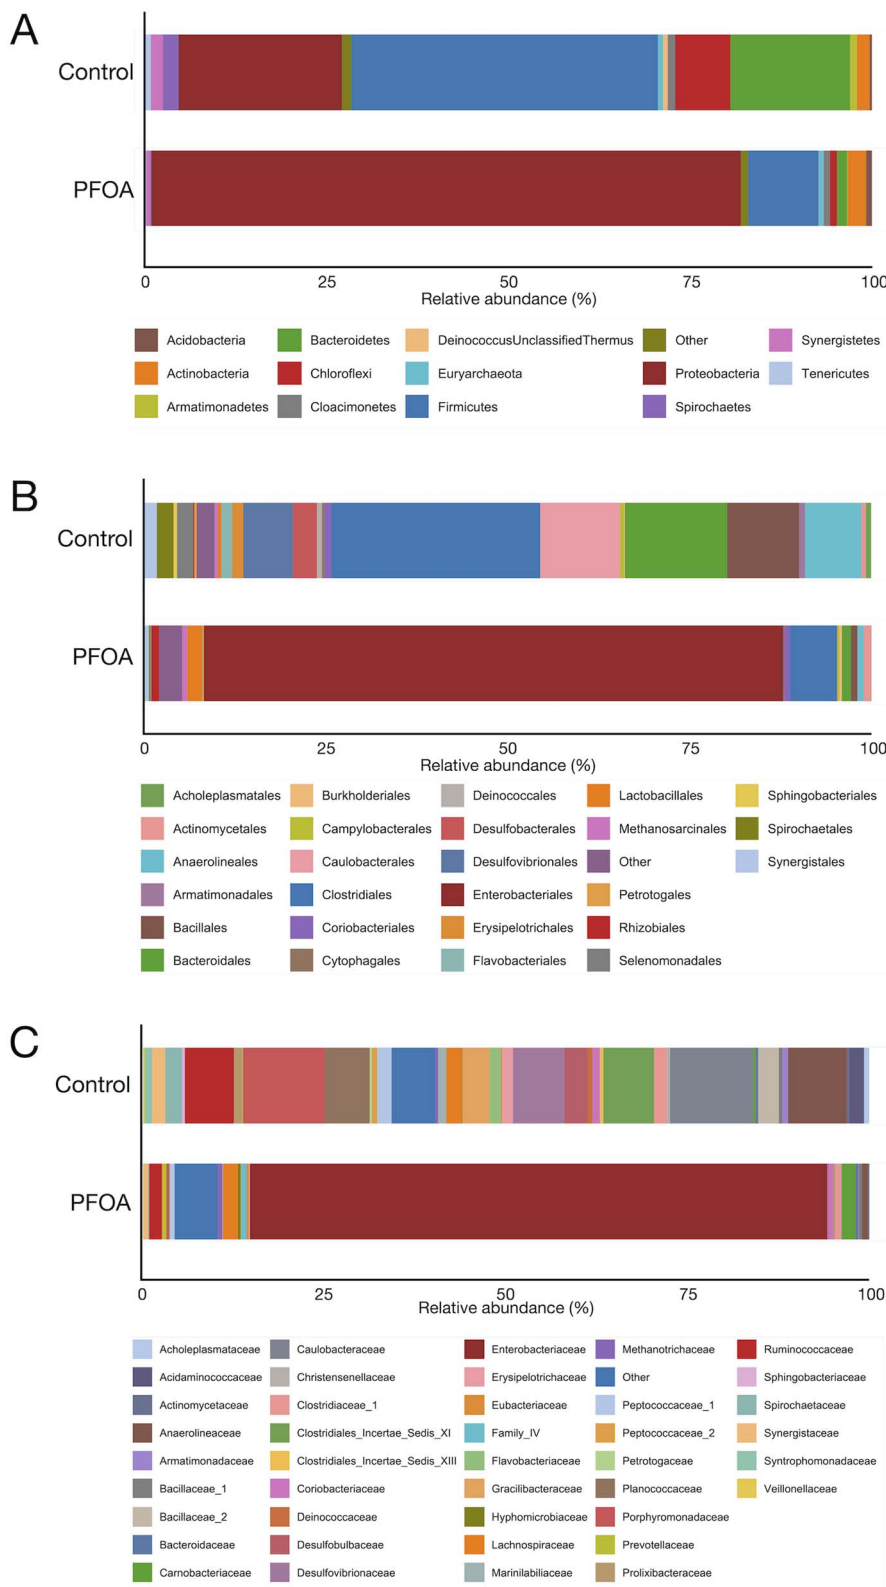 A
Control
PFOA
0 25 50 75 100
Relative abundance (%)
Acidobacteria Bacteroidetes DeinococcusUnclassifiedThermus Other Synergistetes
Actinobacteria Chloroflexi Euryarchaeota Proteobacteria Tenericutes
Armatimonadetes Cloacimonetes Firmicutes Spirochaetes
B
Control
PFOA
0 25 50 75 100
Relative abundance (%)
Acholeplasmatales Burkholderiales Deinococcales Lactobacillales Sphingobacteriales
Actinomycetales Campylobacterales Desulfobacterales Methanosarcinales Spirochaetales
Anaerolineales Caulobacterales Desulfovibrionales Other Synergistales
Armatimonadales Clostridiales Enterobacteriales Petrotogales
Bacillales Coriobacteriales Erysipelotrichales Rhizobiales
Bacteroidales Cytophagales Flavobacteriales Selenomonadales
C
Control
PFOA
0 25 50 75 100
Relative abundance (%)
Acholeplasmataceae Caulobacteraceae Enterobacteriaceae Methanotrichaceae Ruminococcaceae
Acidaminococcaceae Christensenellaceae Erysipelotrichaceae Other Sphingobacteriaceae
Actinomycetaceae Clostridiaceae_1 Eubacteriaceae Peptococcaceae_1 Spirochaetaceae
Anaerolineaceae Clostridiales_Incertae_Sedis_XI Family_IV Peptococcaceae_2 Synergistaceae
Armatimonadaceae Clostridiales_Incertae_Sedis_XIII Flavobacteriaceae Petrotogaceae Syntrophomonadaceae
Bacillaceae_1 Coriobacteriaceae Gracilibacteraceae Planococcaceae Veillonellaceae
Bacillaceae_2 Deinococcaceae Hyphomicrobiaceae Porphyromonadaceae
Bacteroidaceae Desulfobulbaceae Lachnospiraceae Prevotellaceae
Carnobacteriaceae Desulfovibrionaceae Marinilabiliaceae Prolixibacteraceae